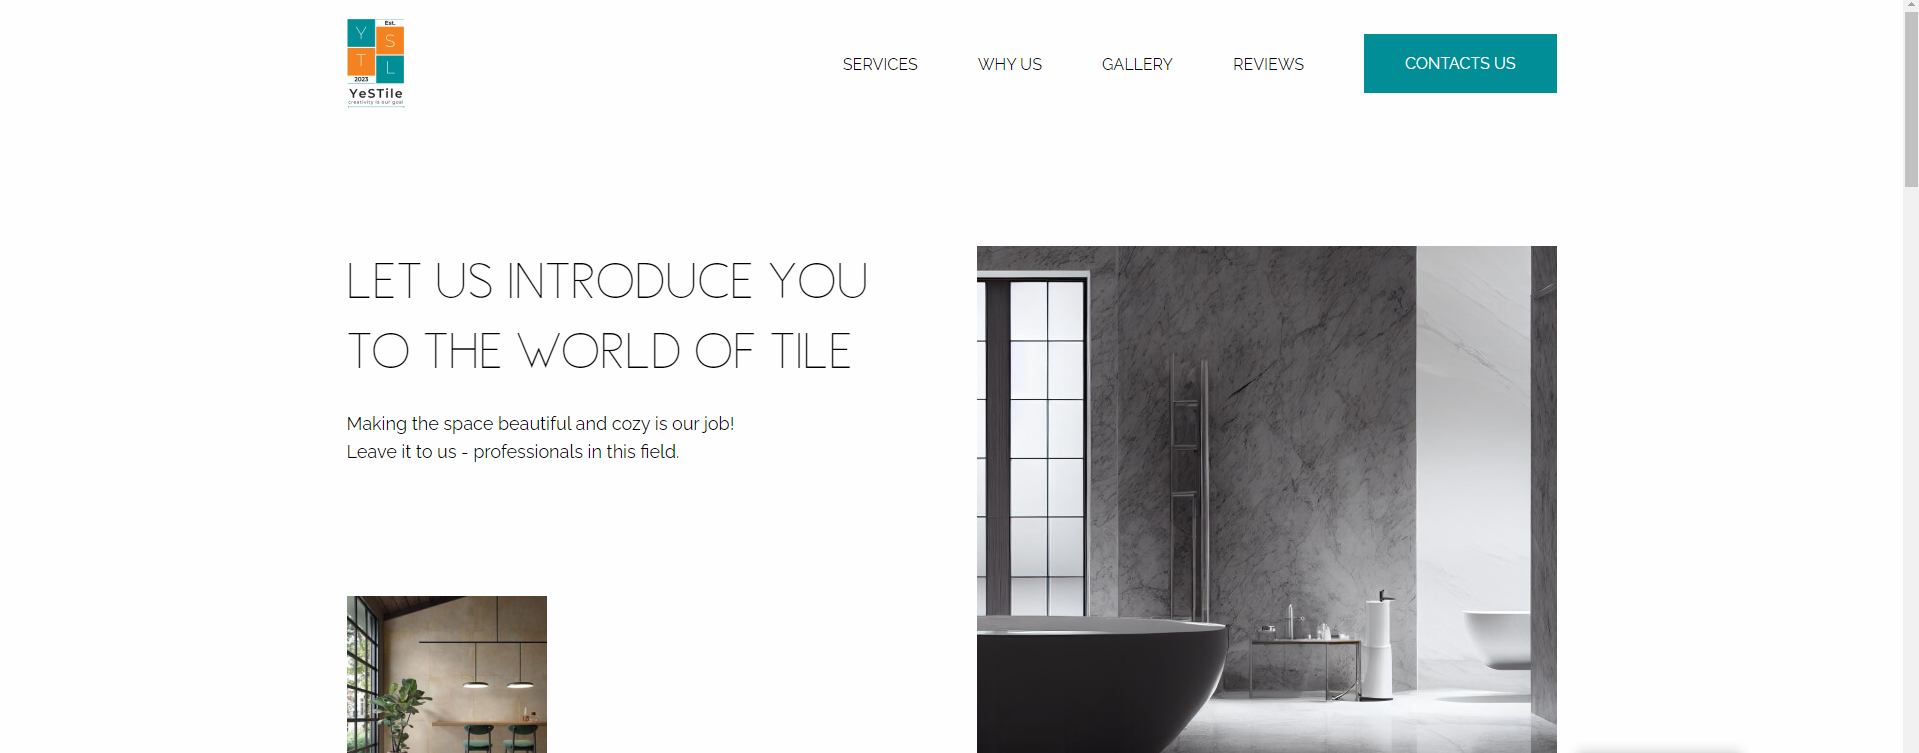 Y
Est.
S
T
L
2023
YeSTile
creativity is our goal
SERVICES
WHY US
GALLERY
REVIEWS
CONTACTS US
LET US INTRODUCE YOU
TO THE WORLD OF TILE
Making the space beautiful and cozy is our job!
Leave it to us - professionals in this field.